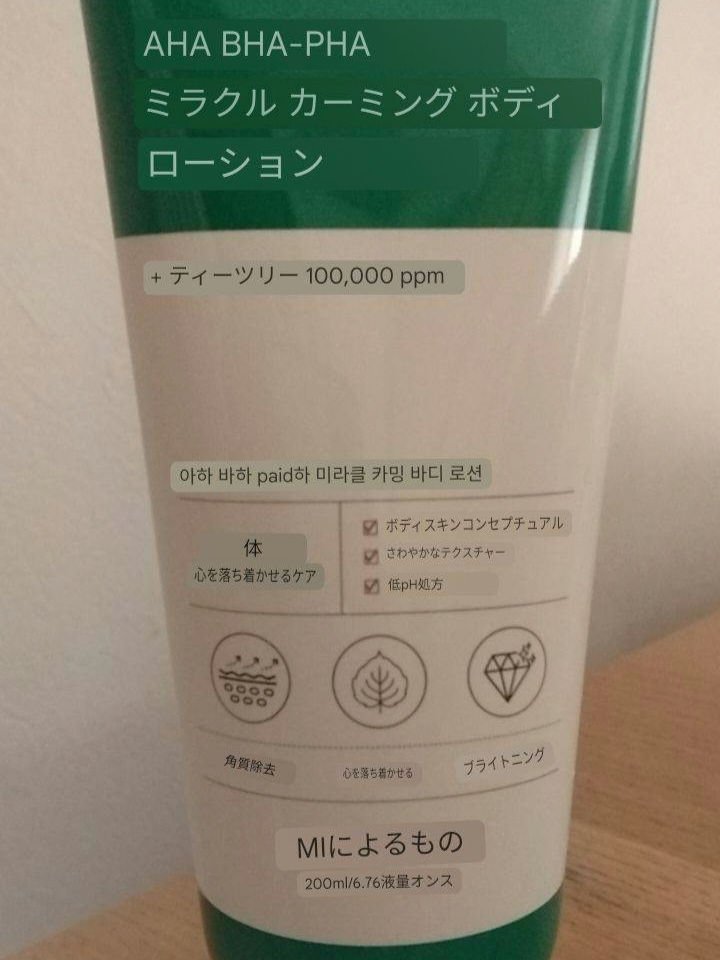 AHA BHA-PHA
ミラクル カーミング ボディ
ローション
+ ティーツリー 100,000 ppm
아하 바하 paid하 미라클 카밍 바디 로션
体
心を落ち着かせるケア
ボディスキンコンセプチュアル
さわやかなテクスチャー
低pH処方
角質除去
心を落ち着かせる
ブライトニング
MIによるもの
200ml/6.76液量オンス